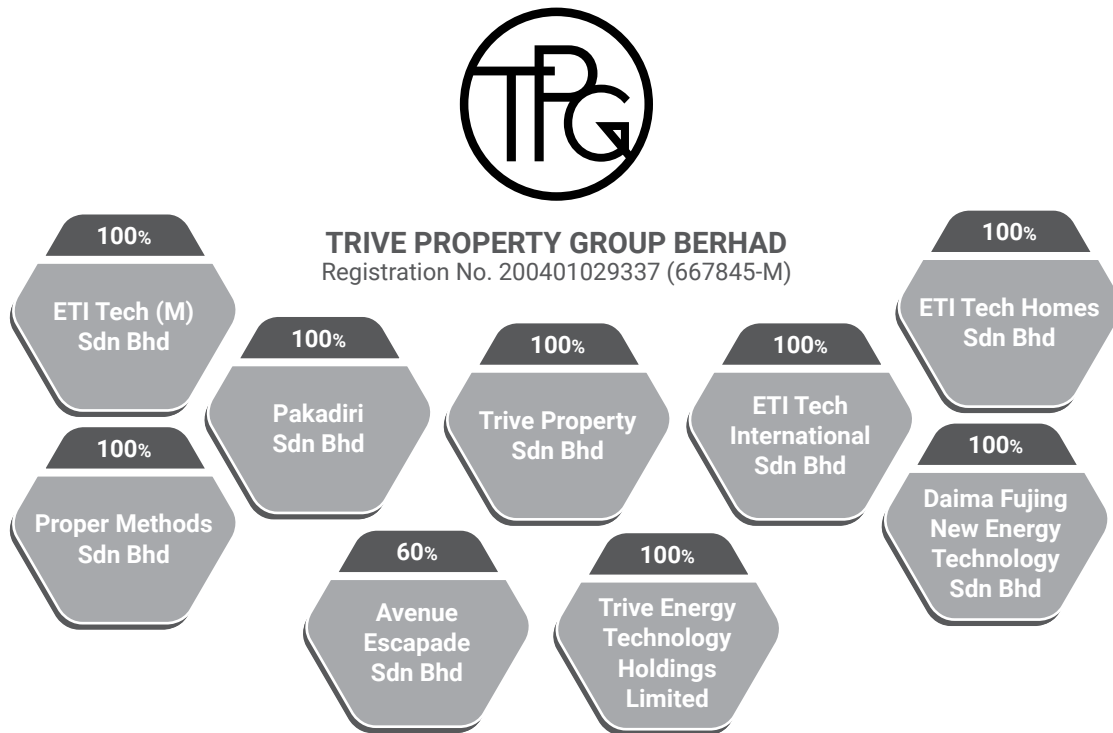 TPG
TRIVE PROPERTY GROUP BERHAD
Registration No. 200401029337 (667845-M)
100%
ETI Tech (M)
Sdn Bhd
100%
Pakadiri
Sdn Bhd
100%
Trive Property
Sdn Bhd
100%
ETI Tech
International
Sdn Bhd
100%
ETI Tech Homes
Sdn Bhd
100%
Proper Methods
Sdn Bhd
60%
Avenue
Escapade
Sdn Bhd
100%
Trive Energy
Technology
Holdings
Limited
100%
Daima Fujing
New Energy
Technology
Sdn Bhd